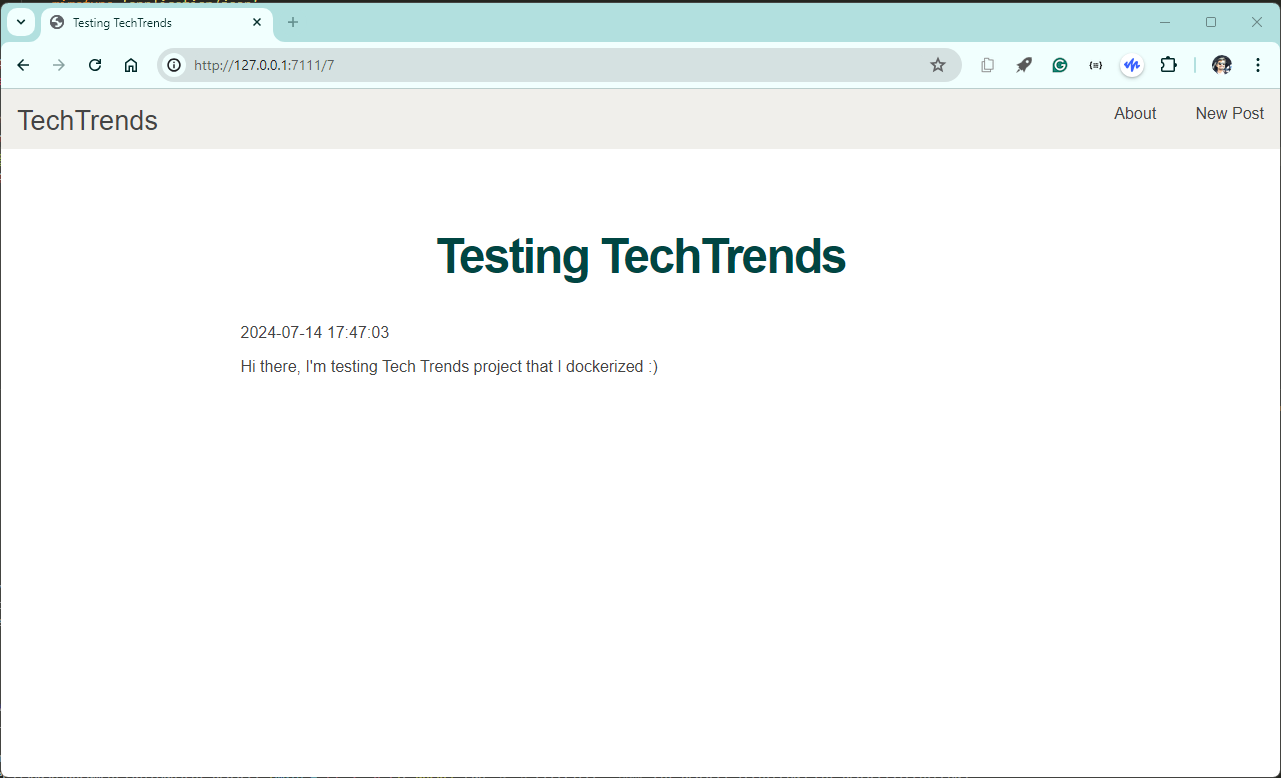 Testing TechTrends
http://127.0.0.1:7111/7
TechTrends
About
New Post
Testing TechTrends
2024-07-14 17:47:03
Hi there, I'm testing Tech Trends project that I dockerized :)